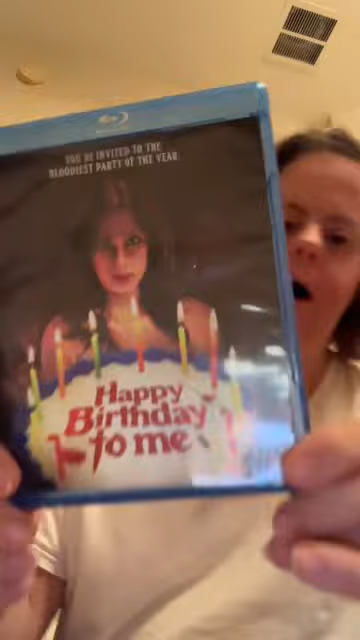 YOU'RE INVITED TO THE
BLOODIEST PARTY OF THE YEAR
Happy
Birthday
to me